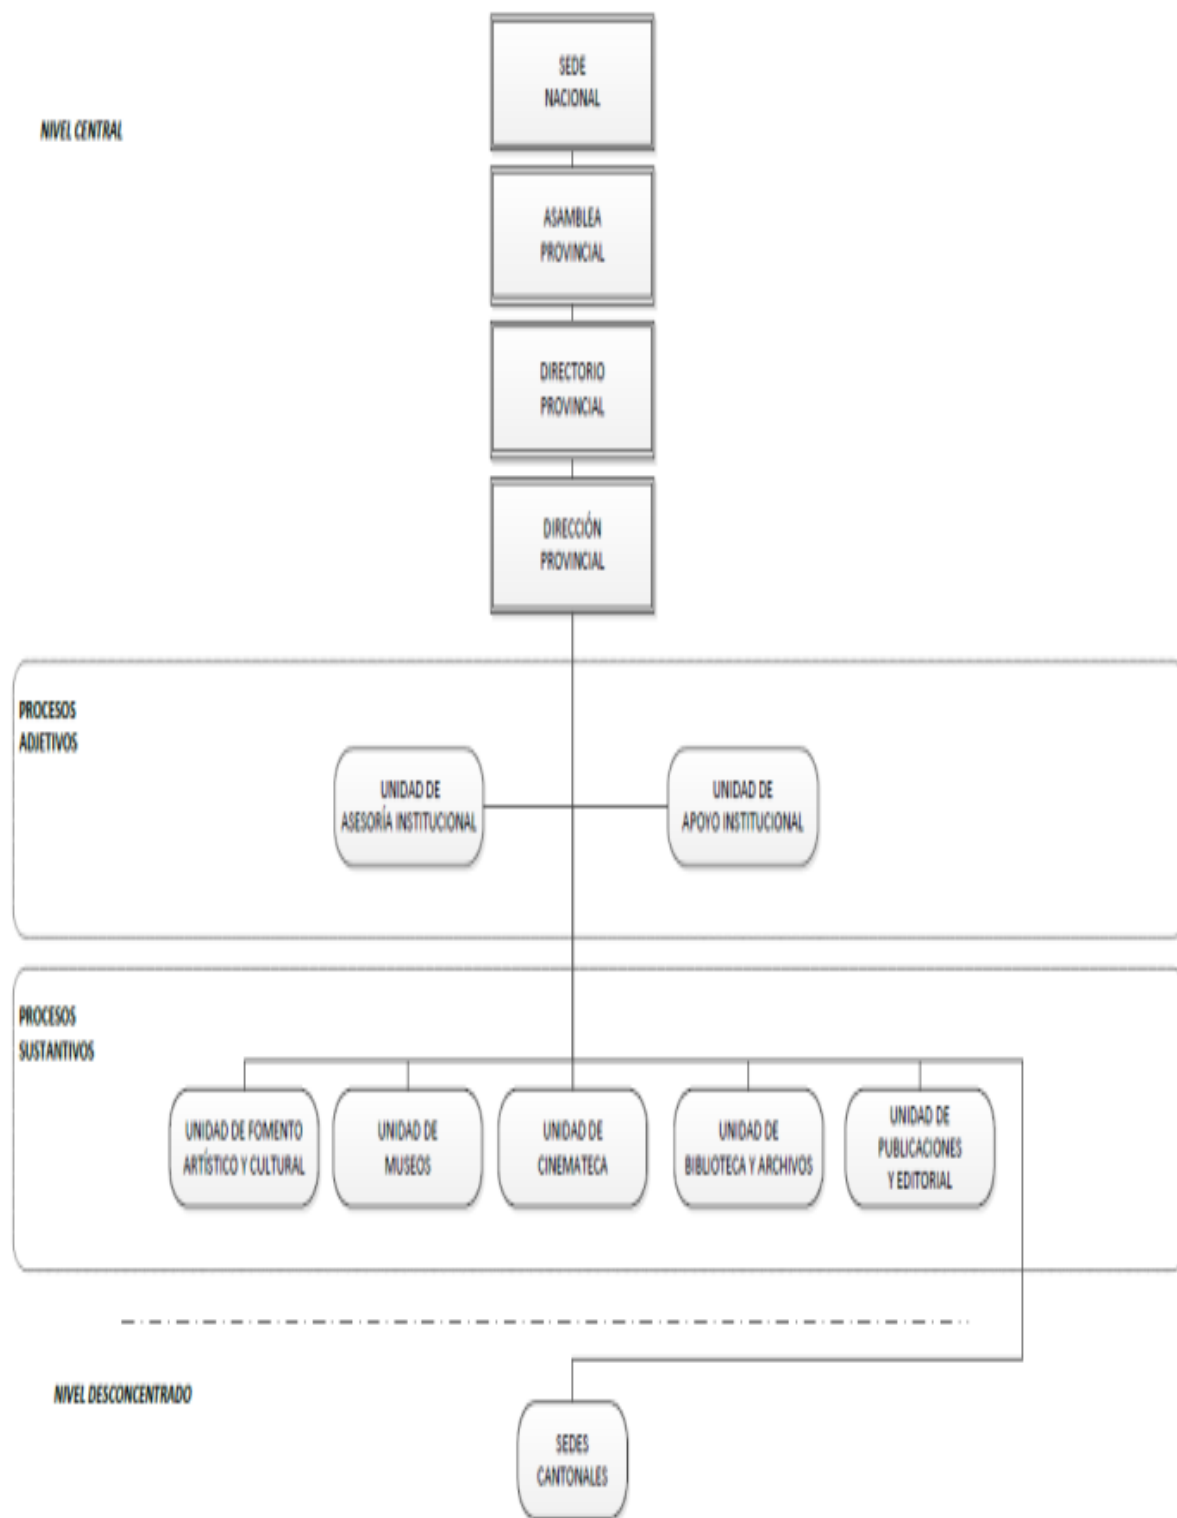 SEDE
NACIONAL
NIVEL CENTRAL
ASAMBLEA
PROVINCIAL
DIRECTORIO
PROVINCIAL
DIRECCIÓN
PROVINCIAL
PROCESOS
ADJETIVOS
UNIDAD DE
ASESORÍA INSTITUCIONAL
UNIDAD DE
APOYO INSTITUCIONAL
PROCESOS
SUSTANTIVOS
UNIDAD DE FOMENTO
ARTÍSTICO Y CULTURAL
UNIDAD DE
MUSEOS
UNIDAD DE
CINEMATECA
UNIDAD DE
BIBLIOTECA Y ARCHIVOS
UNIDAD DE
PUBLICACIONES
Y EDITORIAL
NIVEL DESCONCENTRADO
SEDES
CANTONALES